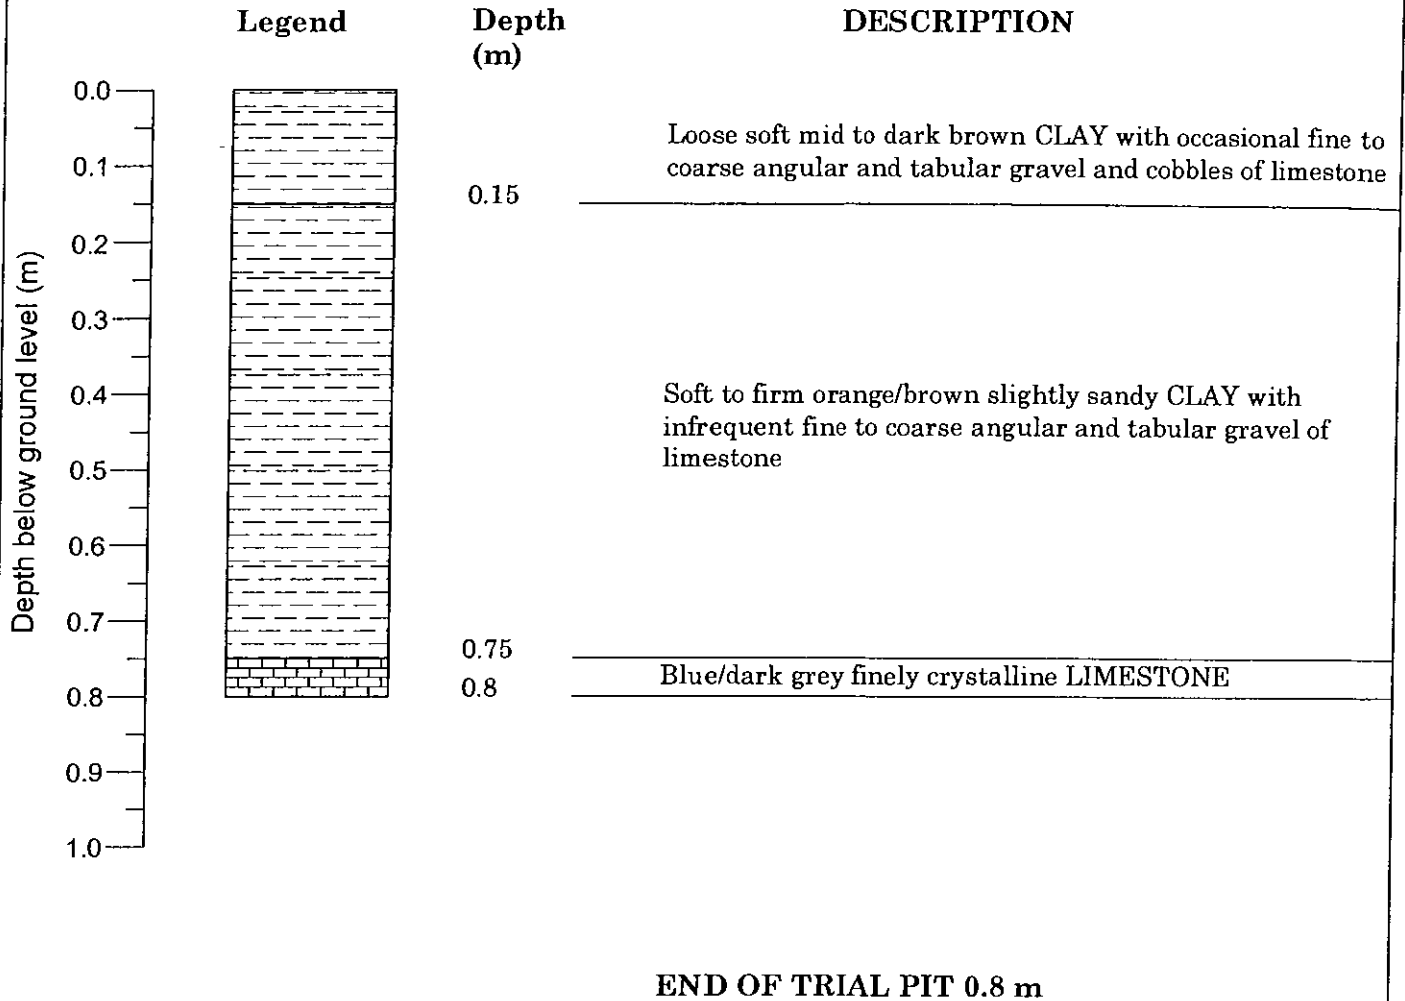 Legend
Depth
(m)
DESCRIPTION
Depth below ground level (m)
0.0
0.1
0.2
0.3
0.4
0.5
0.6
0.7
0.8
0.9
1.0
Loose soft mid to dark brown CLAY with occasional fine to
coarse angular and tabular gravel and cobbles of limestone
0.15
Soft to firm orange/brown slightly sandy CLAY with
infrequent fine to coarse angular and tabular gravel of
limestone
0.75
Blue/dark grey finely crystalline LIMESTONE
0.8
END OF TRIAL PIT 0.8 m